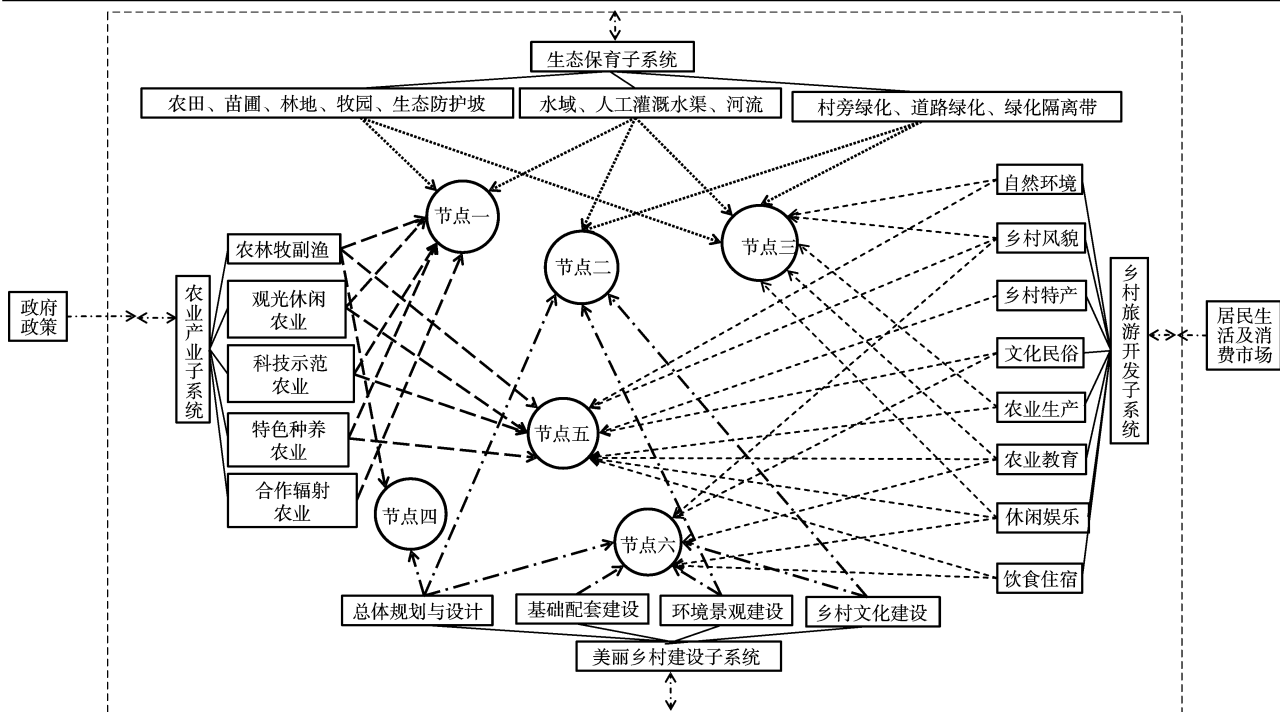 生态保育子系统
农田、苗圃、林地、牧园、生态防护坡
水域、人工灌溉水渠、河流
村旁绿化、道路绿化、绿化隔离带
政府
政策
农业产业子系统
农林牧副渔
观光休闲
农业
科技示范
农业
特色种养
农业
合作辐射
农业
节点一
节点二
节点三
节点五
节点四
节点六
自然环境
乡村风貌
乡村特产
文化民俗
农业生产
农业教育
休闲娱乐
饮食住宿
乡村旅游开发子系统
居民生
活及消
费市场
总体规划与设计
基础配套建设
环境景观建设
乡村文化建设
美丽乡村建设子系统